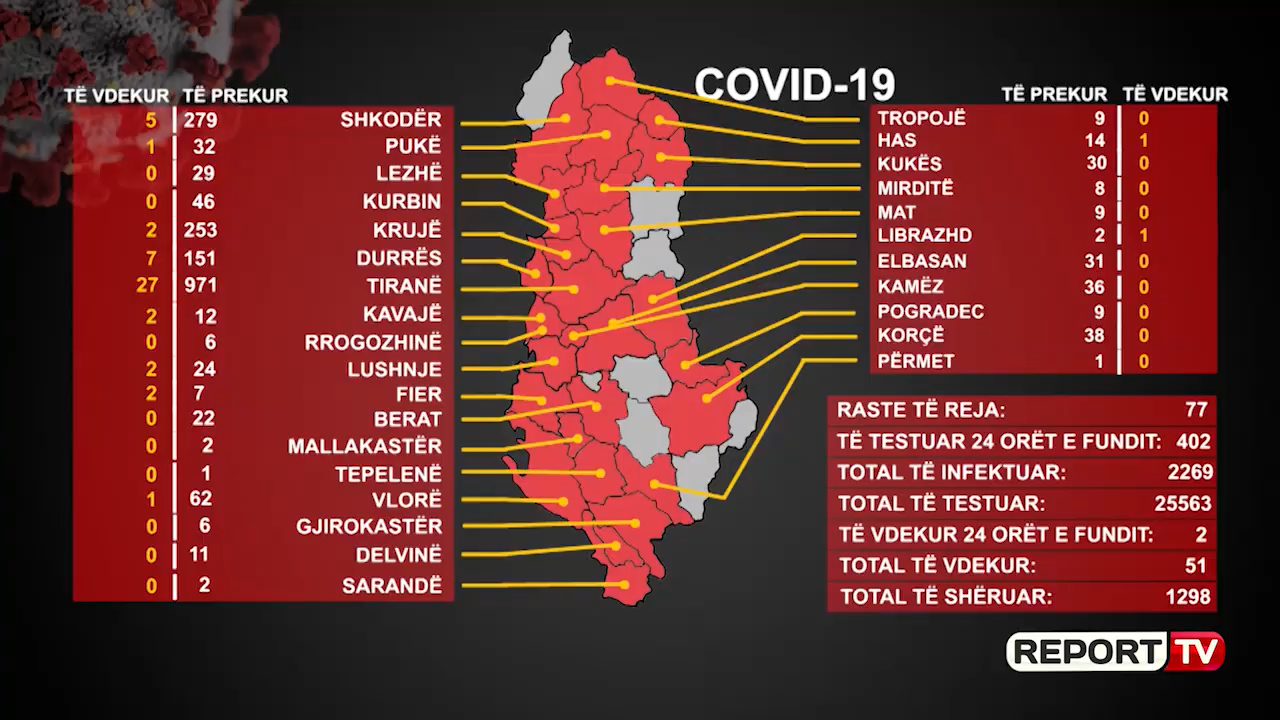 COVID-19
TË VDEKUR TË PREKUR
5 279 SHKODËR
1 32 PUKË
0 29 LEZHË
0 46 KURBIN
2 253 KRUJË
7 151 DURRËS
27 971 TIRANË
2 12 KAVAJË
0 6 RROGOZHINË
2 24 LUSHNJE
2 7 FIER
0 22 BERAT
0 2 MALLAKASTËR
0 1 TEPELENË
1 62 VLORË
0 6 GJIROKASTËR
0 11 DELVINË
0 2 SARANDË
TË PREKUR TË VDEKUR
TROPOJË 9 0
HAS 14 1
KUKËS 30 0
MIRDITË 8 0
MAT 9 0
LIBRAZHD 2 1
ELBASAN 31 0
KAMËZ 36 0
POGRADEC 9 0
KORÇË 38 0
PËRMET 1 0
RASTE TË REJA: 77
TË TESTUAR 24 ORËT E FUNDIT: 402
TOTAL TË INFEKTUAR: 2269
TOTAL TË TESTUAR: 25563
TË VDEKUR 24 ORËT E FUNDIT: 2
TOTAL TË VDEKUR: 51
TOTAL TË SHËRUAR: 1298
REPORT TV